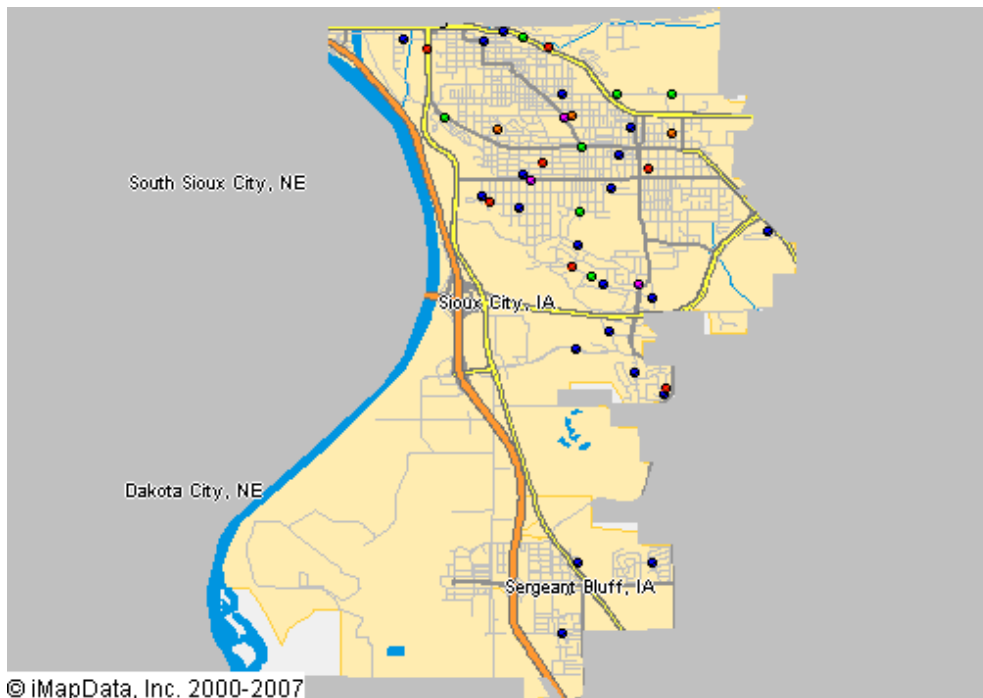 South Sioux City, NE
Sioux City, IA
Dakota City, NE
Sergeant Bluff, IA
© iMapData, Inc. 2000-2007